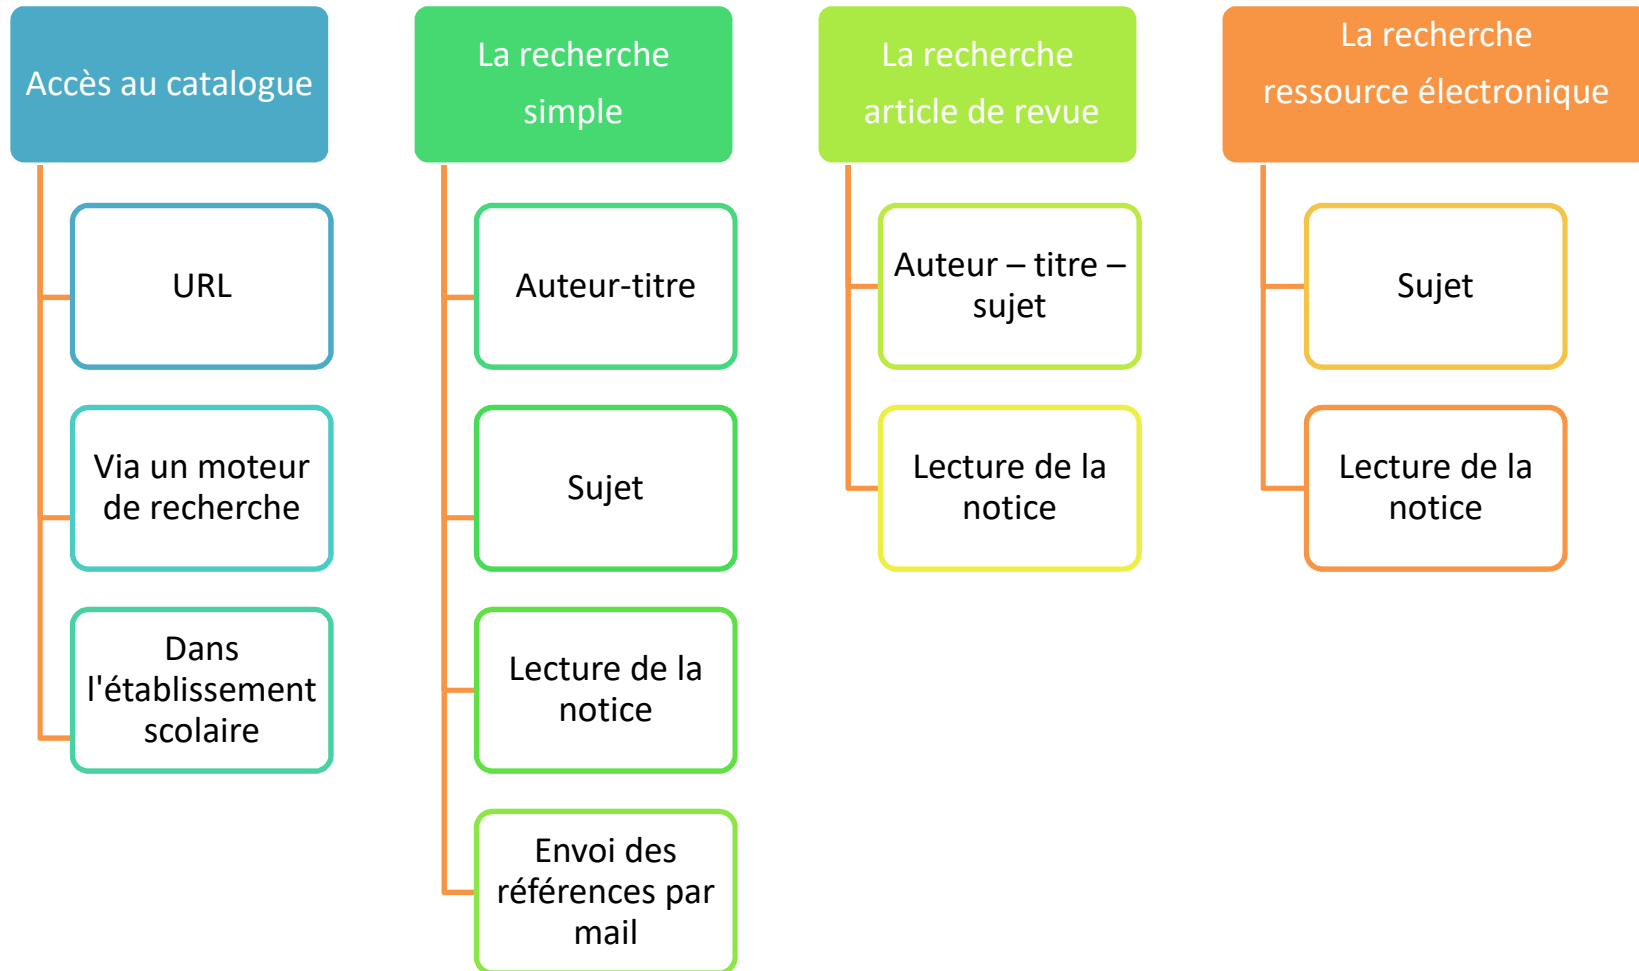 Accès au catalogue
URL
Via un moteur
de recherche
Dans
l'établissement
scolaire
La recherche
simple
Auteur-titre
Sujet
Lecture de la
notice
Envoi des
références par
mail
La recherche
article de revue
Auteur – titre –
sujet
Lecture de la
notice
La recherche
ressource électronique
Sujet
Lecture de la
notice